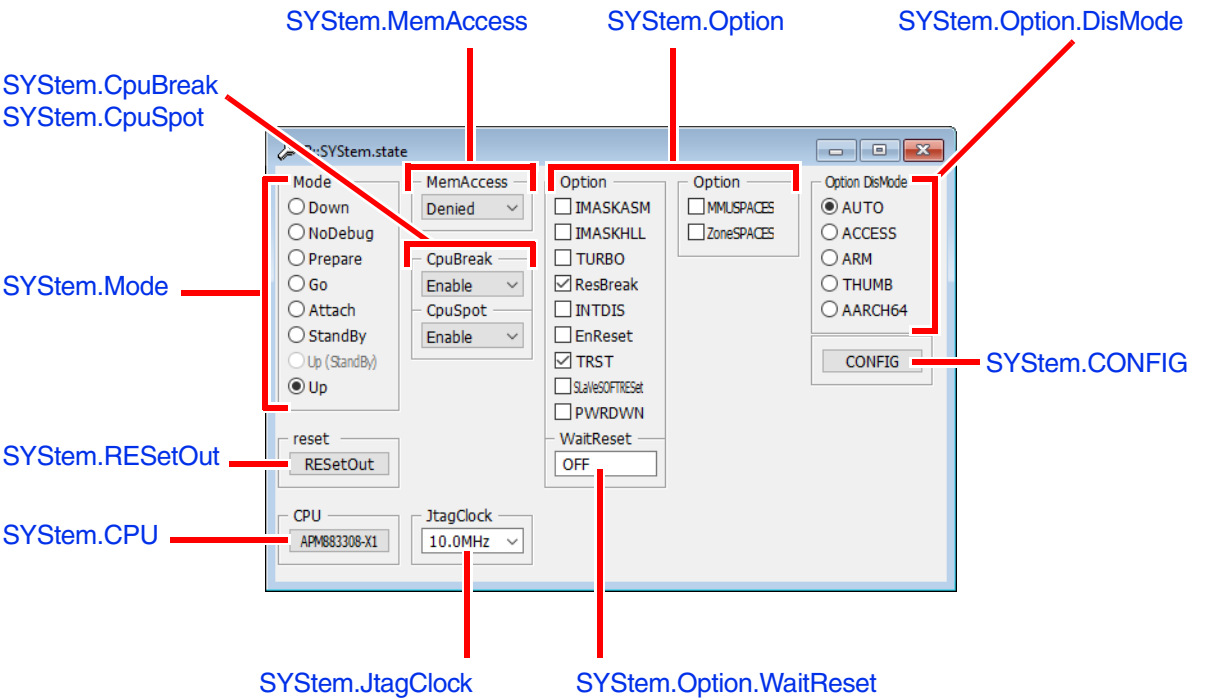 SYStem.MemAccess
SYStem.Option
SYStem.Option.DisMode
SYStem.CpuBreak
SYStem.CpuSpot
SYStem.state
Mode
Down
NoDebug
Prepare
Go
Attach
StandBy
Up (StandBy)
Up
MemAccess
Denied
CpuBreak
Enable
CpuSpot
Enable
Option
IMASKASM
IMASKHLL
TURBO
ResBreak
INTDIS
EnReset
TRST
SLaVeSOFTRESet
PWRDWN
WaitReset
OFF
Option
MMUSPACES
ZoneSPACES
Option DisMode
AUTO
ACCESS
ARM
THUMB
AARCH64
CONFIG
SYStem.Mode
SYStem.CONFIG
reset
RESetOut
SYStem.RESetOut
CPU
APM883308-X1
SYStem.CPU
JtagClock
10.0MHz
SYStem.JtagClock
SYStem.Option.WaitReset